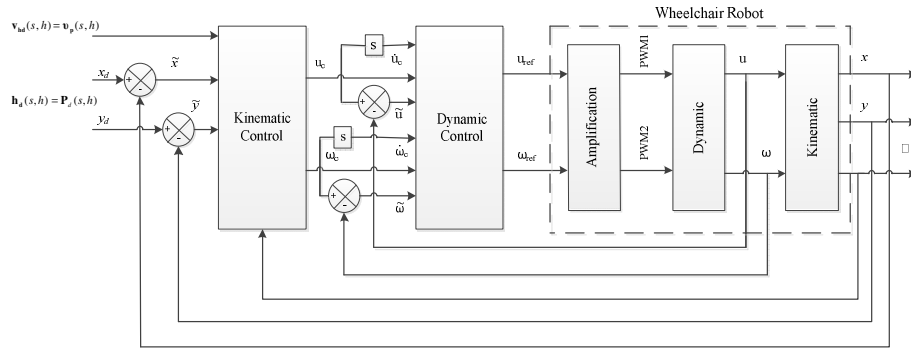 Wheelchair Robot
v_hd (s,h) = υ_p (s,h)
x_d
+
-
x̃
h_d (s,h) = P_d (s,h)
y_d
+
-
ỹ
Kinematic Control
u_c
s
u̇_c
+
-
ũ
ω_c
s
ω̇_c
+
-
ω̃
Dynamic Control
u_ref
ω_ref
Amplification
PWM1
PWM2
Dynamic
u
ω
Kinematic
x
y
□